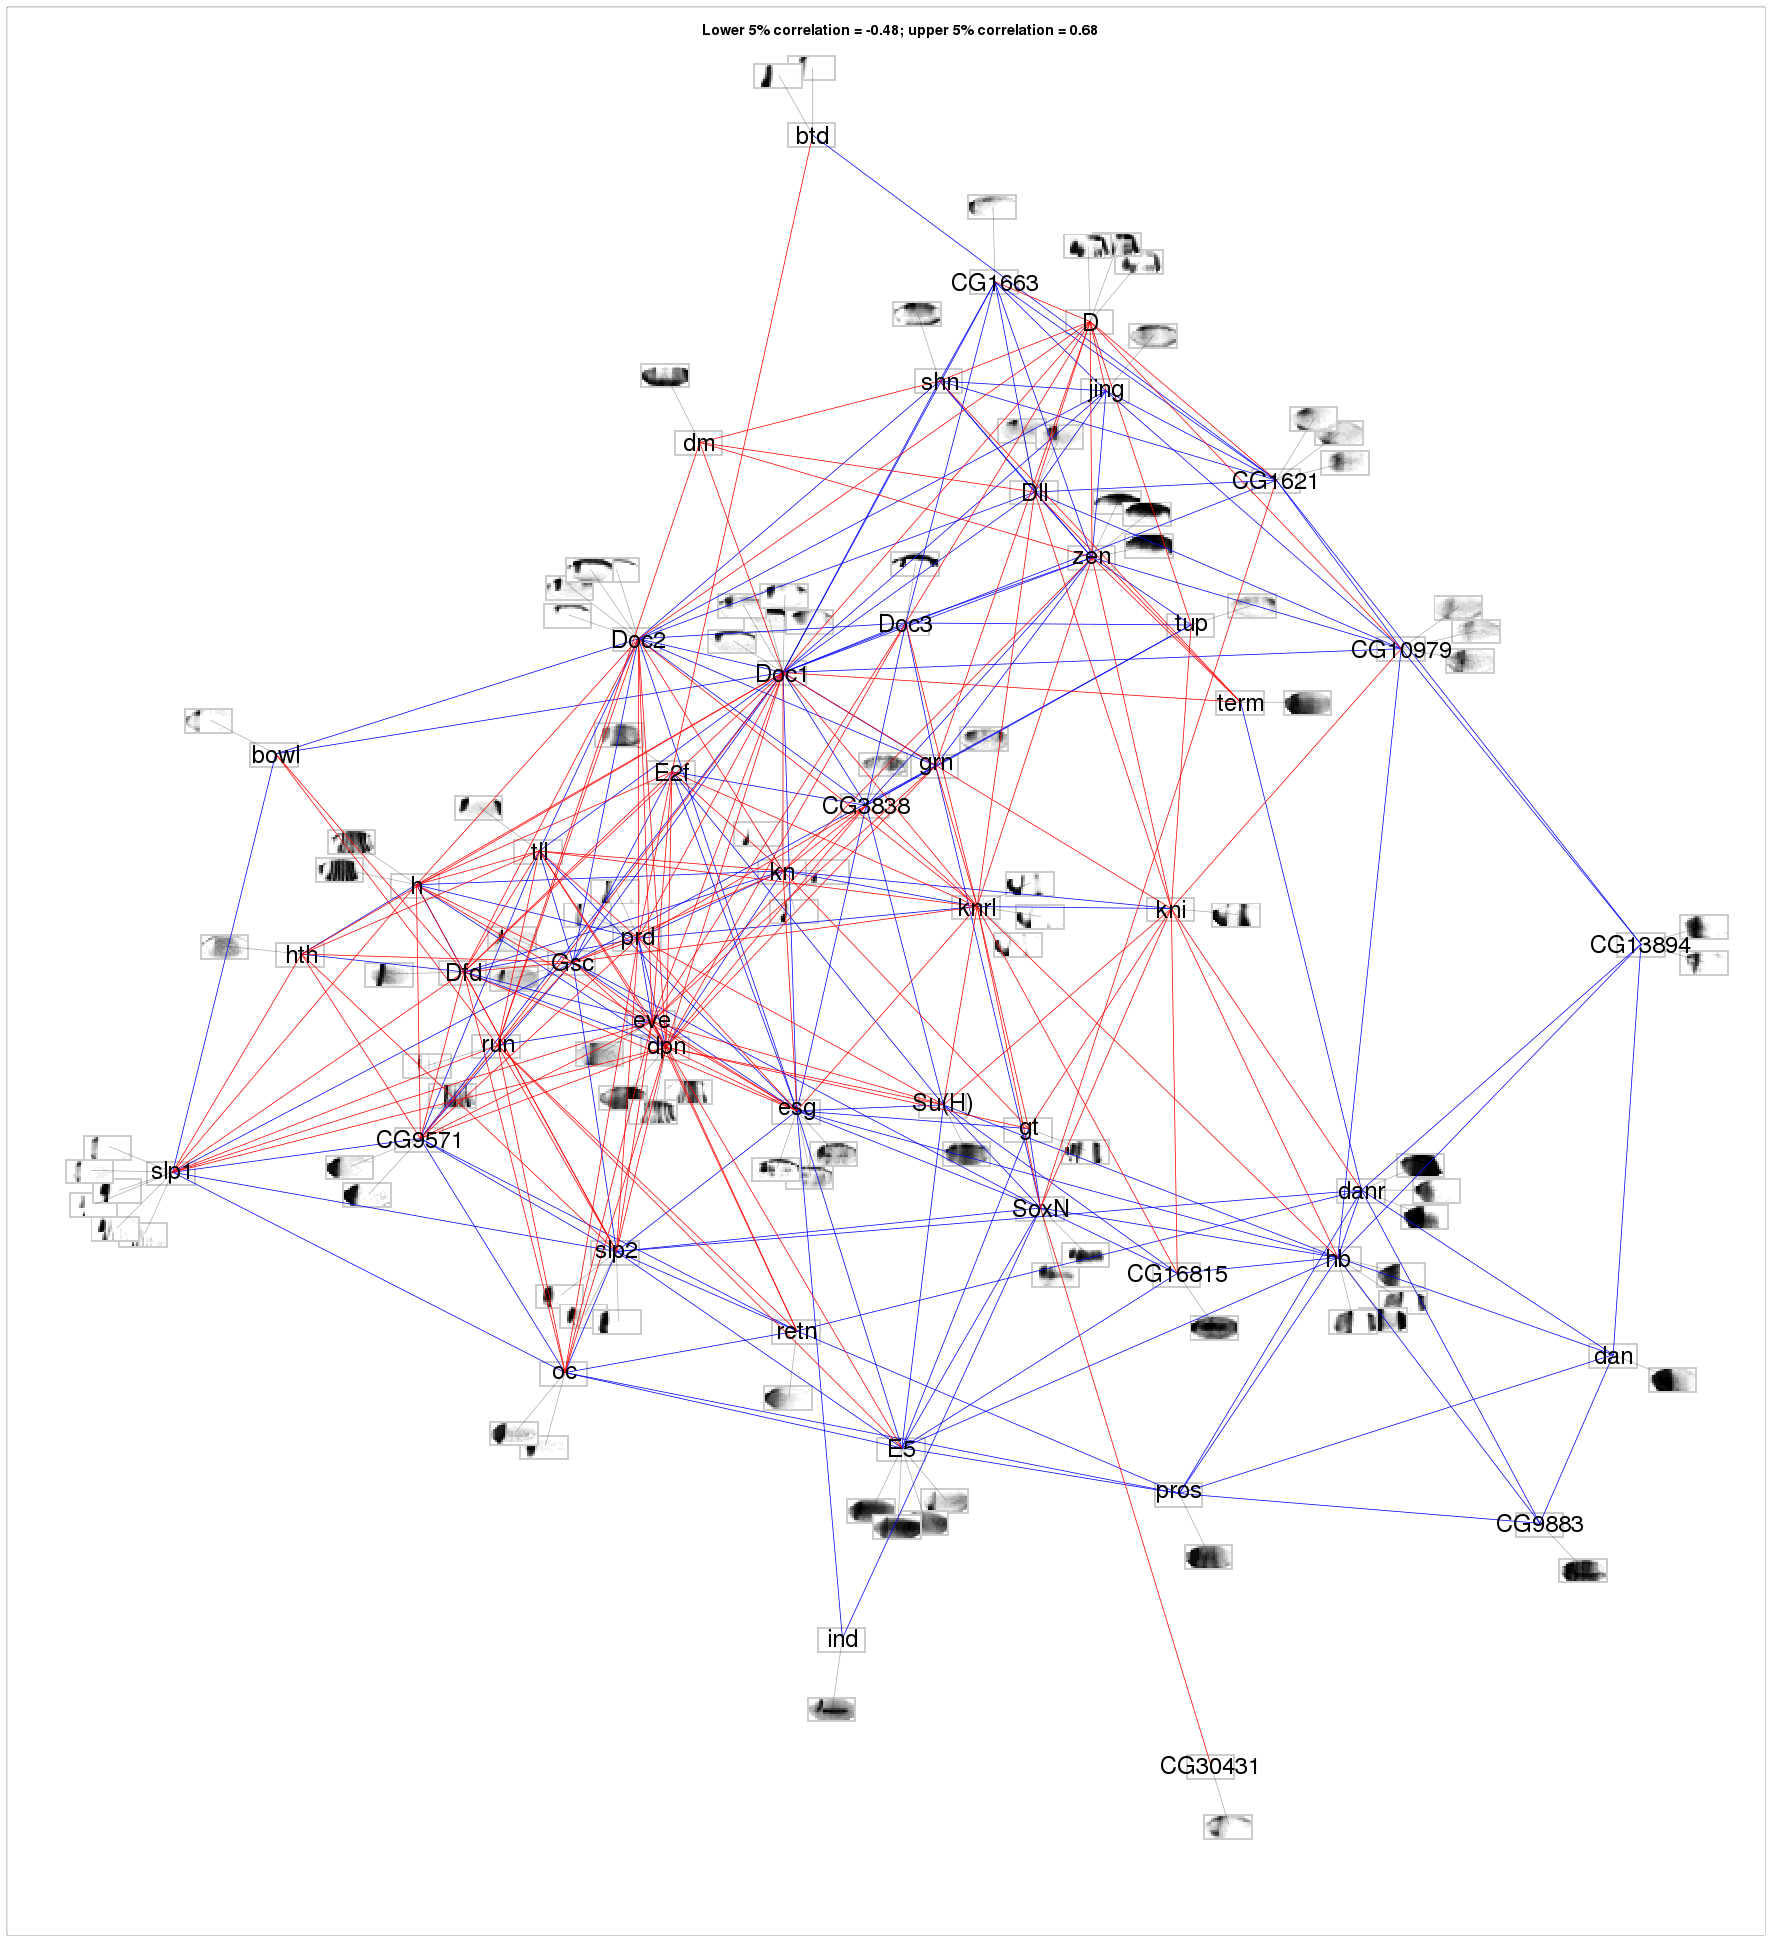 Lower 5% correlation = -0.48; upper 5% correlation = 0.68
btd
CG1663
D
shn
jing
dm
CG1621
Dll
zen
Doc3
tup
Doc2
CG10979
Doc1
term
bowl
grn
E2f
CG3838
tll
kn
h
knrl
kni
prd
CG13894
hth
Gsc
Dfd
eve
run
dpn
Su(H)
esg
gt
CG9571
slp1
danr
SoxN
slp2
hb
CG16815
retn
dan
oc
E5
pros
CG9883
ind
CG30431